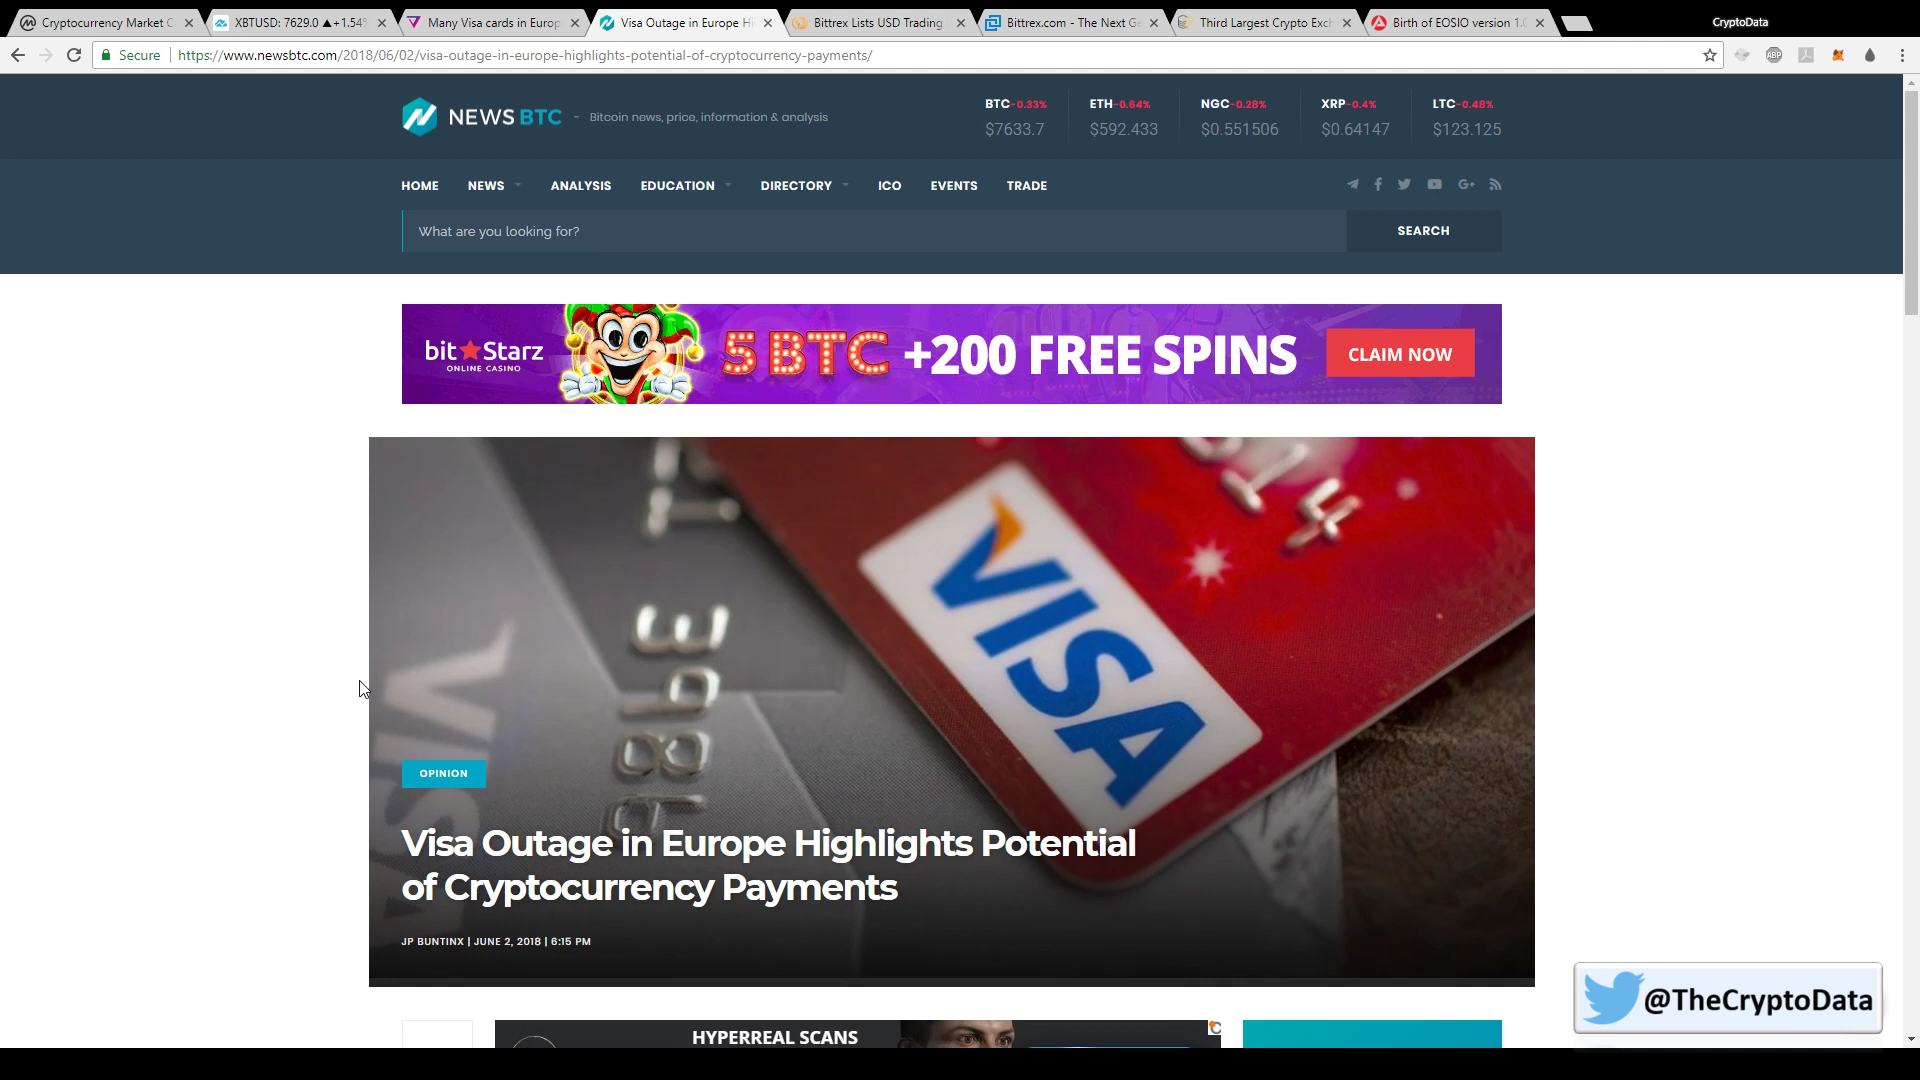 Cryptocurrency Market C
XBTUSD: 7629.0 ▲+1.54%
Many Visa cards in Europ
Visa Outage in Europe Hi
Bittrex Lists USD Trading
Bittrex.com - The Next Ge
Third Largest Crypto Exch
Birth of EOSIO version 1.0
CryptoData
Secure
https://www.newsbtc.com/2018/06/02/visa-outage-in-europe-highlights-potential-of-cryptocurrency-payments/
ABP
NEWS BTC - Bitcoin news, price, information & analysis
BTC-0.33% ETH-0.64% NGC-0.28% XRP-0.4% LTC-0.48%
$7633.7 $592.433 $0.551506 $0.64147 $123.125
HOME NEWS ANALYSIS EDUCATION DIRECTORY ICO EVENTS TRADE
What are you looking for?
SEARCH
bit★Starz
ONLINE CASINO
5 BTC +200 FREE SPINS
CLAIM NOW
VISA
VISA
OPINION
Visa Outage in Europe Highlights Potential
of Cryptocurrency Payments
JP BUNTINX | JUNE 2, 2018 | 6:15 PM
HYPERREAL SCANS
@TheCryptoData